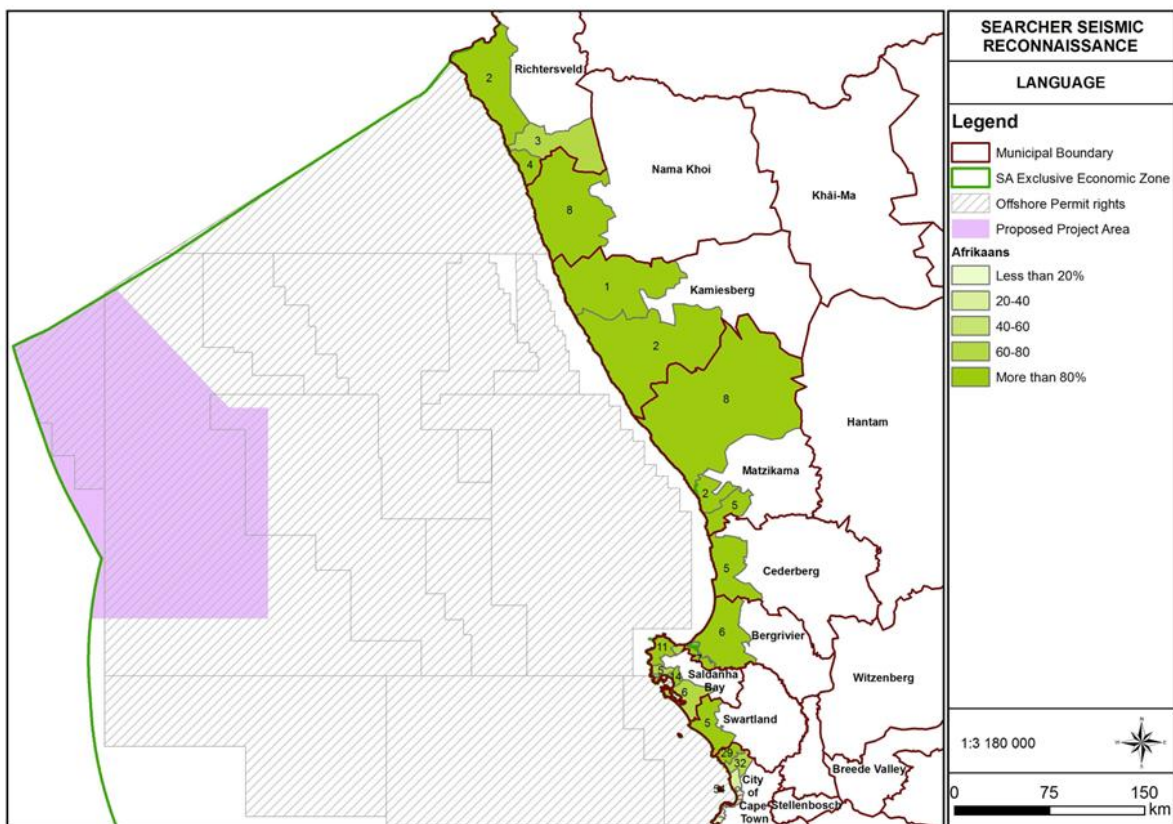 SEARCHER SEISMIC
RECONNAISSANCE
LANGUAGE
Legend
Municipal Boundary
SA Exclusive Economic Zone
Offshore Permit rights
Proposed Project Area
Afrikaans
Less than 20%
20-40
40-60
60-80
More than 80%
1:3 180 000
0 75 150
km
2
Richtersveld
3
4
Nama Khoi
Khâi-Ma
8
1
Kamiesberg
2
8
Hantam
Matzikama
2
5
5
Cederberg
6
Bergrivier
11
7
5
14
Saldanha
Bay
Witzenberg
6
5
Swartland
29
32
Breede Valley
City
of
Cape
Town
Stellenbosch